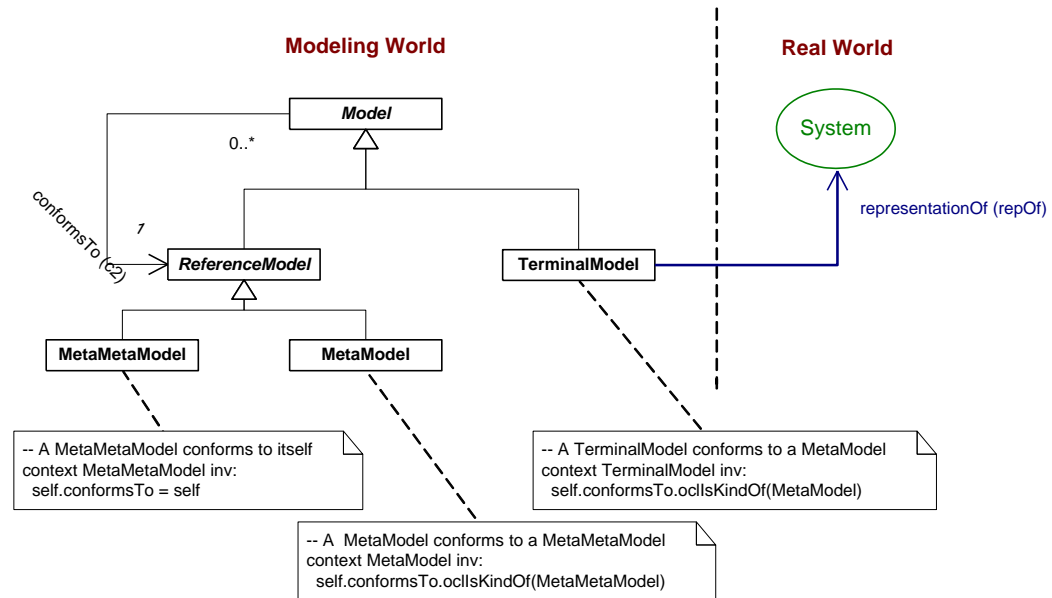 Modeling World
Real World
Model
0..*
System
representationOf (repOf)
conformsTo (c2)
1
ReferenceModel
TerminalModel
MetaMetaModel
MetaModel
-- A MetaMetaModel conforms to itself
context MetaMetaModel inv:
self.conformsTo = self
-- A TerminalModel conforms to a MetaModel
context TerminalModel inv:
self.conformsTo.oclIsKindOf(MetaModel)
-- A  MetaModel conforms to a MetaMetaModel
context MetaModel inv:
self.conformsTo.oclIsKindOf(MetaMetaModel)